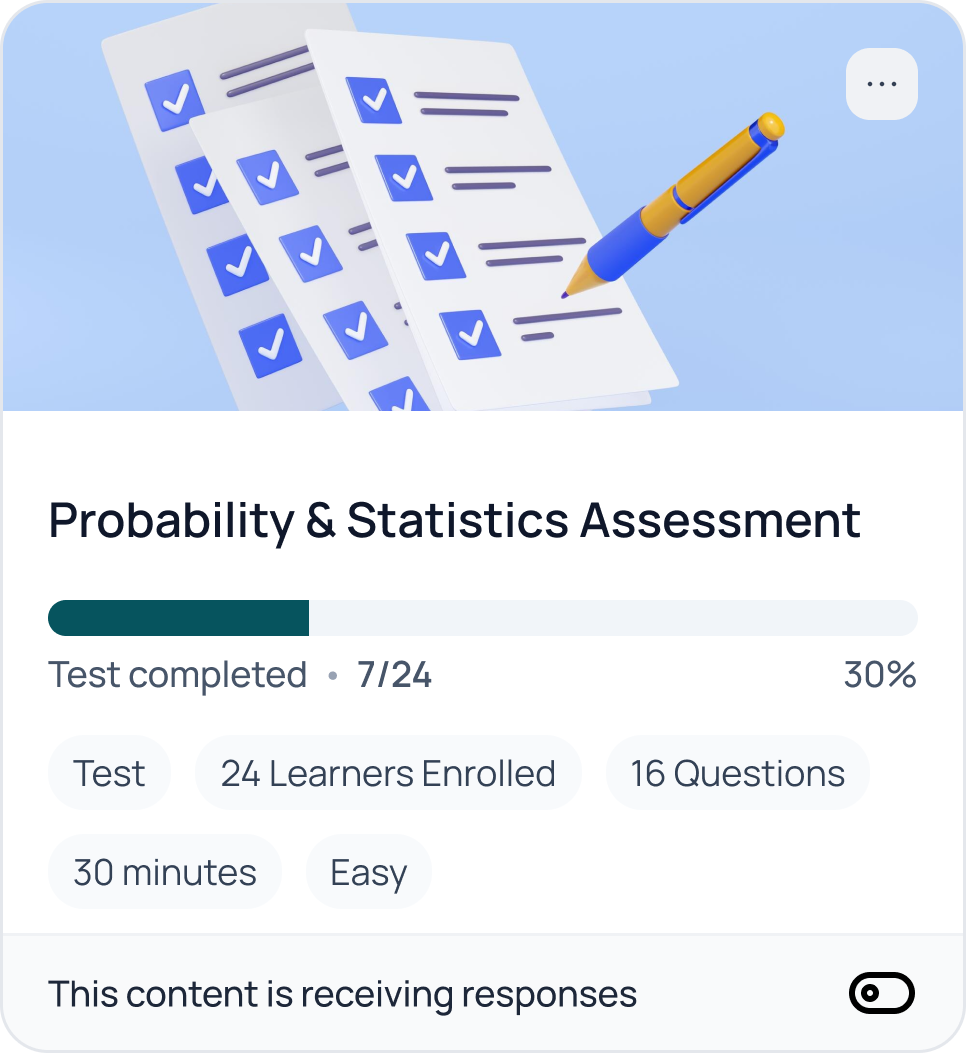 Probability & Statistics Assessment
Test completed • 7/24 30%
Test 24 Learners Enrolled 16 Questions
30 minutes Easy
This content is receiving responses